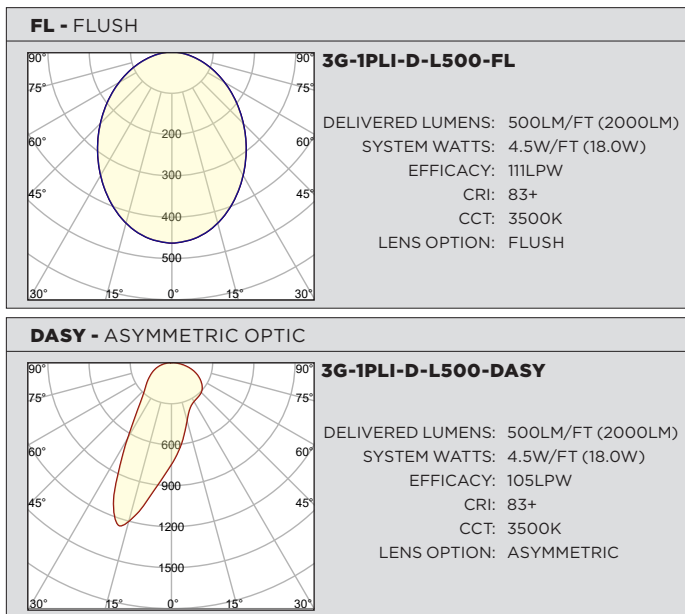 FL - FLUSH
3G-1PLI-D-L500-FL
90° 90°
75° 75°
60° 60°
45° 45°
200
300
400
500
30° 15° 0° 15° 30°
DELIVERED LUMENS: 500LM/FT (2000LM)
SYSTEM WATTS: 4.5W/FT (18.0W)
EFFICACY: 111LPW
CRI: 83+
CCT: 3500K
LENS OPTION: FLUSH
DASY - ASYMMETRIC OPTIC
3G-1PLI-D-L500-DASY
90° 90°
75° 75°
60° 60°
45° 45°
600
900
1200
1500
30° 15° 0° 15° 30°
DELIVERED LUMENS: 500LM/FT (2000LM)
SYSTEM WATTS: 4.5W/FT (18.0W)
EFFICACY: 105LPW
CRI: 83+
CCT: 3500K
LENS OPTION: ASYMMETRIC